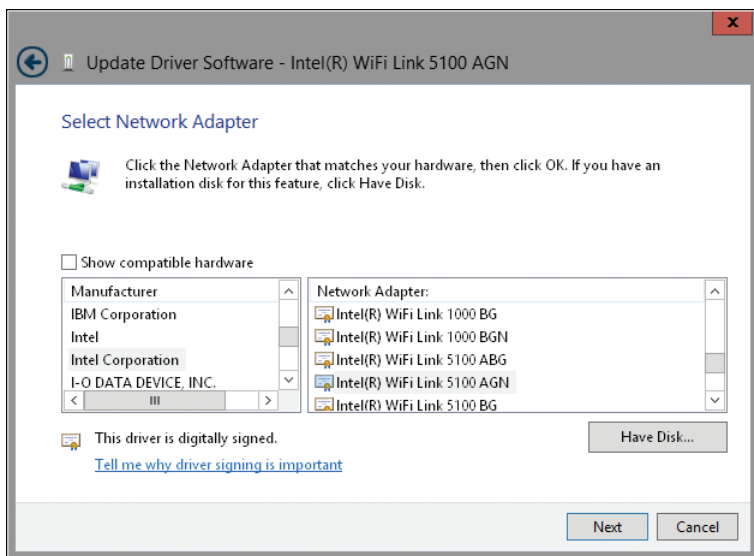 x
Update Driver Software - Intel(R) WiFi Link 5100 AGN
Select Network Adapter
Click the Network Adapter that matches your hardware, then click OK. If you have an
installation disk for this feature, click Have Disk.
Show compatible hardware
Manufacturer
IBM Corporation
Intel
Intel Corporation
I-O DATA DEVICE, INC.
Network Adapter:
Intel(R) WiFi Link 1000 BG
Intel(R) WiFi Link 1000 BGN
Intel(R) WiFi Link 5100 ABG
Intel(R) WiFi Link 5100 AGN
Intel(R) WiFi Link 5100 BG
This driver is digitally signed.
Tell me why driver signing is important
Have Disk...
Next
Cancel